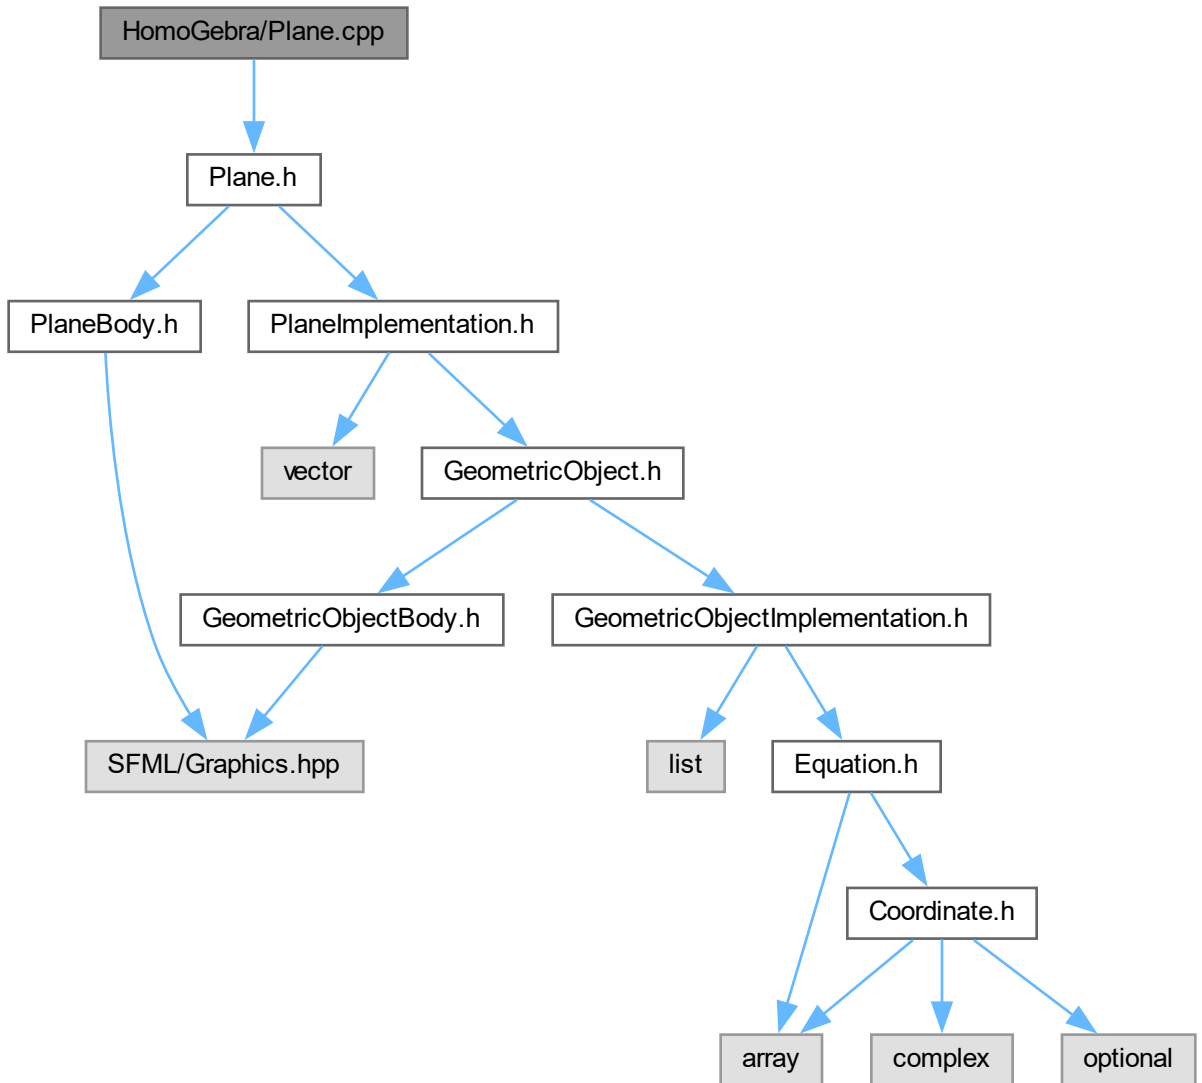 HomoGebra/Plane.cpp
Plane.h
PlaneBody.h
PlaneImplementation.h
vector
GeometricObject.h
GeometricObjectBody.h
GeometricObjectImplementation.h
SFML/Graphics.hpp
list
Equation.h
Coordinate.h
array
complex
optional